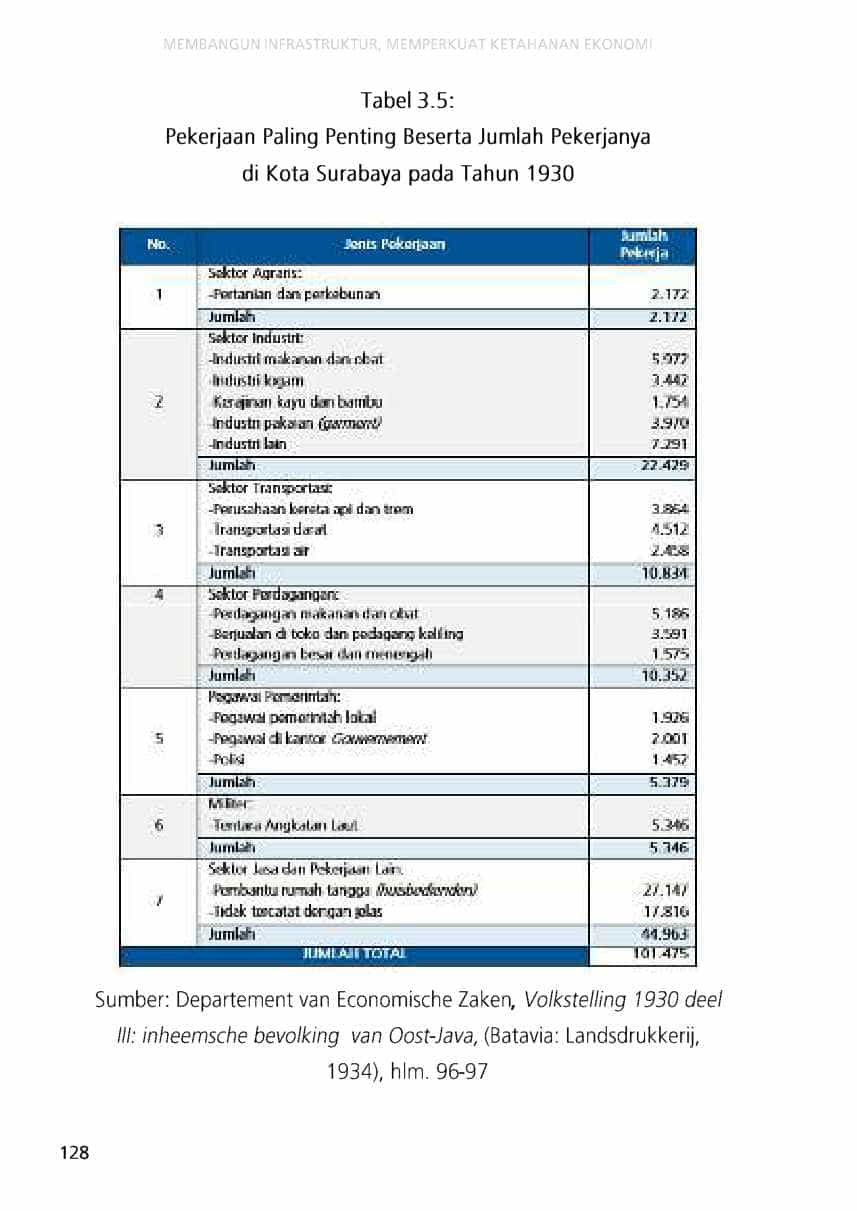 MEMBANGUN INFRASTRUKTUR, MEMPERKUAT KETAHANAN EKONOMI
Tabel 3.5:
Pekerjaan Paling Penting Beserta Jumlah Pekerjanya
di Kota Surabaya pada Tahun 1930
No. Jenis Pekerjaan Jumlah Pekerja
Sektor Agraris:
1 -Pertanian dan perkebunan 2.172
Jumlah 2.172
Sektor Industri:
-Industri makanan dan obat 5.972
-Industri logam 3.442
2 -Kerajinan kayu dan bambu 1.754
-Industri pakaian (garment) 3.970
-Industri lain 7.291
Jumlah 22.429
Sektor Transportasi:
-Perusahaan kereta api dan trem 3.864
3 -Transportasi darat 4.512
-Transportasi air 2.458
Jumlah 10.834
4 Sektor Perdagangan:
-Perdagangan makanan dan obat 5.186
-Berjualan di toko dan pedagang keliling 3.591
-Perdagangan besar dan menengah 1.575
Jumlah 10.352
Pegawai Pemerintah:
-Pegawai pemerintah lokal 1.926
5 -Pegawai di kantor Gouvernement 2.001
-Polisi 1.452
Jumlah 5.379
Militer:
6 -Tentara Angkatan Laut 5.346
Jumlah 5.346
Sektor Jasa dan Pekerjaan Lain:
7 -Pembantu rumah tangga (huisbedienden) 27.147
-Tidak tercatat dengan jelas 17.816
Jumlah 44.963
JUMLAH TOTAL 101.475
Sumber: Departement van Economische Zaken, Volkstelling 1930 deel
III: inheemsche bevolking van Oost-Java, (Batavia: Landsdrukkerij,
1934), hlm. 96-97
128